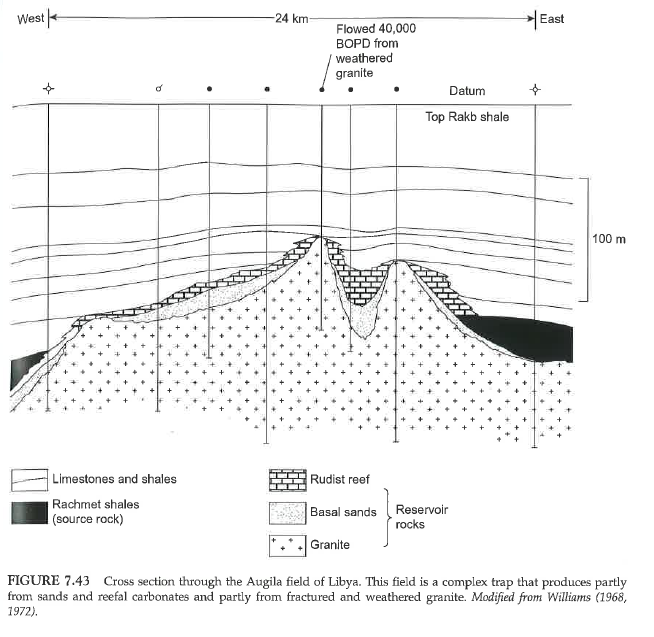 West
24 km
East
Flowed 40,000
BOPD from
weathered
granite
Datum
Top Rakb shale
100 m
Limestones and shales
Rachmet shales
(source rock)
Rudist reef
Basal sands
Granite
Reservoir
rocks
FIGURE 7.43 Cross section through the Augila field of Libya. This field is a complex trap that produces partly
from sands and reefal carbonates and partly from fractured and weathered granite. Modified from Williams (1968,
1972).